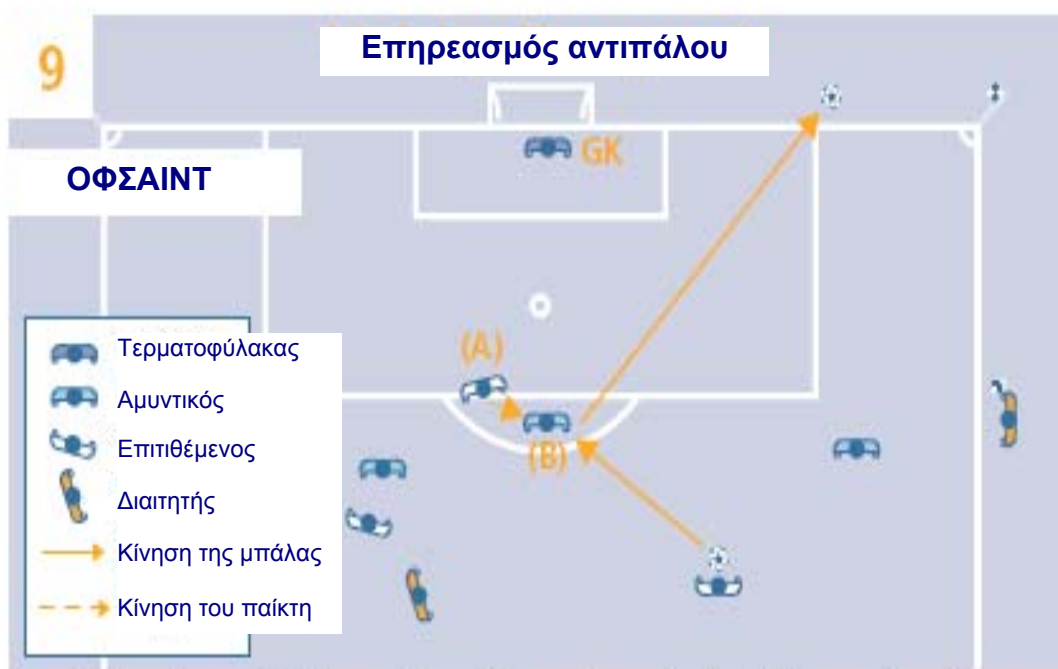 9
Επηρεασμός αντιπάλου
ΟΦΣΑΙΝΤ
GK
(A)
(B)
Τερματοφύλακας
Αμυντικός
Επιτιθέμενος
Διαιτητής
Κίνηση της μπάλας
Κίνηση του παίκτη